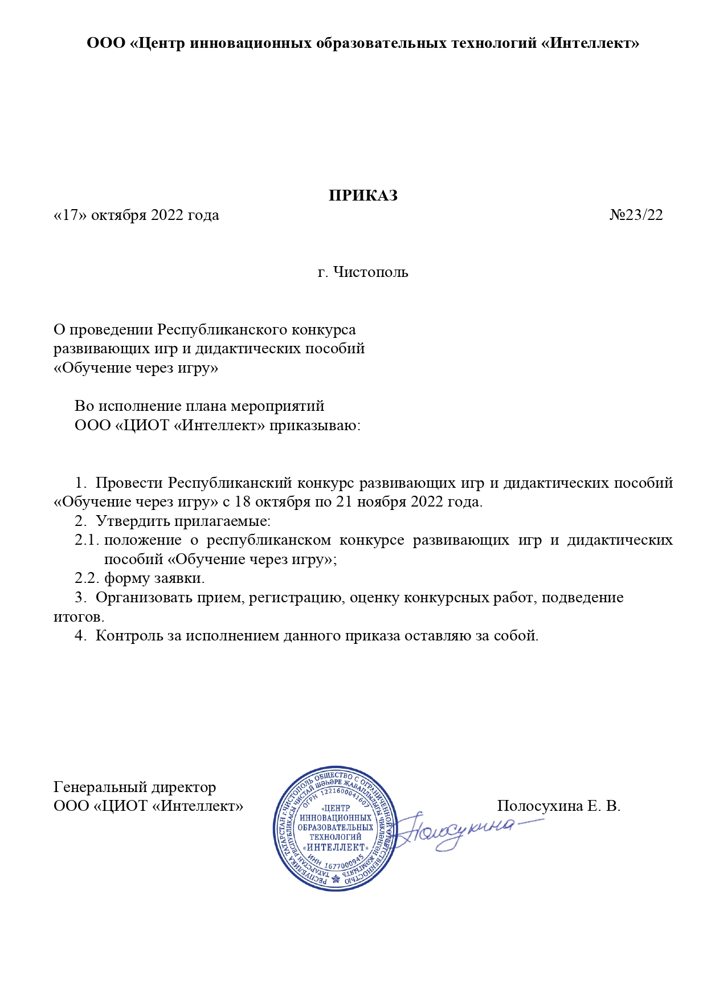 ООО «Центр инновационных образовательных технологий «Интеллект»
ПРИКАЗ
«17» октября 2022 года №23/22
г. Чистополь
О проведении Республиканского конкурса
развивающих игр и дидактических пособий
«Обучение через игру»
Во исполнение плана мероприятий
ООО «ЦИОТ «Интеллект» приказываю:
1. Провести Республиканский конкурс развивающих игр и дидактических пособий
«Обучение через игру» с 18 октября по 21 ноября 2022 года.
2. Утвердить прилагаемые:
2.1. положение о республиканском конкурсе развивающих игр и дидактических
пособий «Обучение через игру»;
2.2. форму заявки.
3. Организовать прием, регистрацию, оценку конкурсных работ, подведение
итогов.
4. Контроль за исполнением данного приказа оставляю за собой.
Генеральный директор
ООО «ЦИОТ «Интеллект» Полосухина Е. В.
РЕСПУБЛИКА ТАТАРСТАН г.ЧИСТОПОЛЬ ОБЩЕСТВО С ОГРАНИЧЕННОЙ ОТВЕТСТВЕННОСТЬЮ
ТАТАРСТАН РЕСПУБЛИКАСЫ ЧИСТАЙ ШӘҺӘРЕ ҖАВАПЛЫЛЫГЫ ЧИКЛӘНГӘН ҖӘМГЫЯТЬ
ОГРН 1221600041607
«ЦЕНТР
ИННОВАЦИОННЫХ
ОБРАЗОВАТЕЛЬНЫХ
ТЕХНОЛОГИЙ
«ИНТЕЛЛЕКТ»
ИНН 1677000945
Полосухина